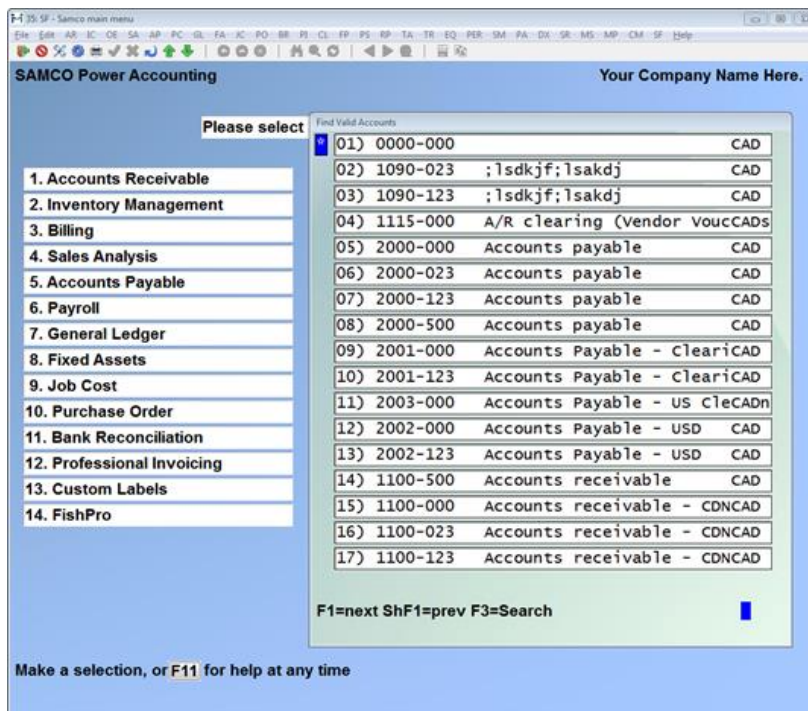 35: SF - Samco main menu
File Edit AR IC OE SA AP PC GL FA JC PO BR PI CL FP PS RP TA TR EQ PER SM PA DX SR MS MP CM SF Help
SAMCO Power Accounting
Your Company Name Here.
Please select
1. Accounts Receivable
2. Inventory Management
3. Billing
4. Sales Analysis
5. Accounts Payable
6. Payroll
7. General Ledger
8. Fixed Assets
9. Job Cost
10. Purchase Order
11. Bank Reconciliation
12. Professional Invoicing
13. Custom Labels
14. FishPro
Find Valid Accounts
* 01) 0000-000 CAD
02) 1090-023 ;lsdkjf;lsakdj CAD
03) 1090-123 ;lsdkjf;lsakdj CAD
04) 1115-000 A/R clearing (Vendor VoucCADs
05) 2000-000 Accounts payable CAD
06) 2000-023 Accounts payable CAD
07) 2000-123 Accounts payable CAD
08) 2000-500 Accounts payable CAD
09) 2001-000 Accounts Payable - CleariCAD
10) 2001-123 Accounts Payable - CleariCAD
11) 2003-000 Accounts Payable - US CleCADn
12) 2002-000 Accounts Payable - USD CAD
13) 2002-123 Accounts Payable - USD CAD
14) 1100-500 Accounts receivable CAD
15) 1100-000 Accounts receivable - CDNCAD
16) 1100-023 Accounts receivable - CDNCAD
17) 1100-123 Accounts receivable - CDNCAD
F1=next ShF1=prev F3=Search
Make a selection, or F11 for help at any time